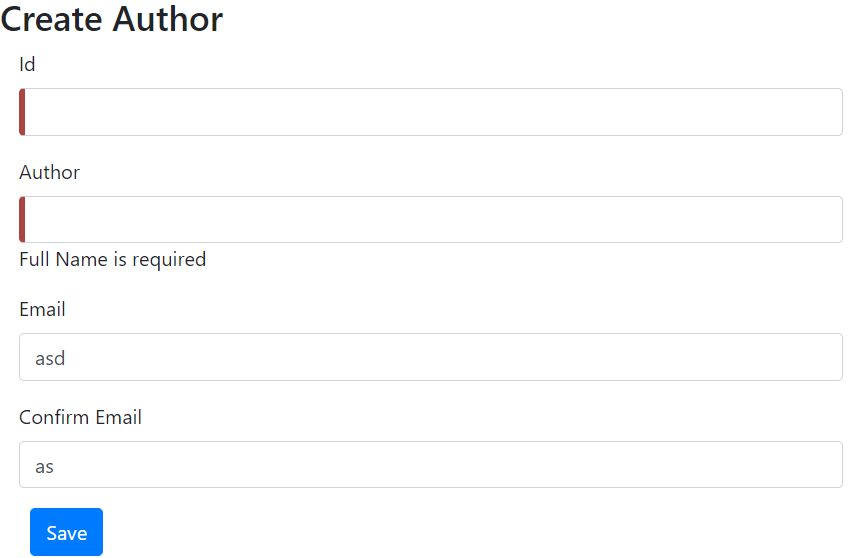 Create Author
Id
Author
Full Name is required
Email
asd
Confirm Email
as
Save